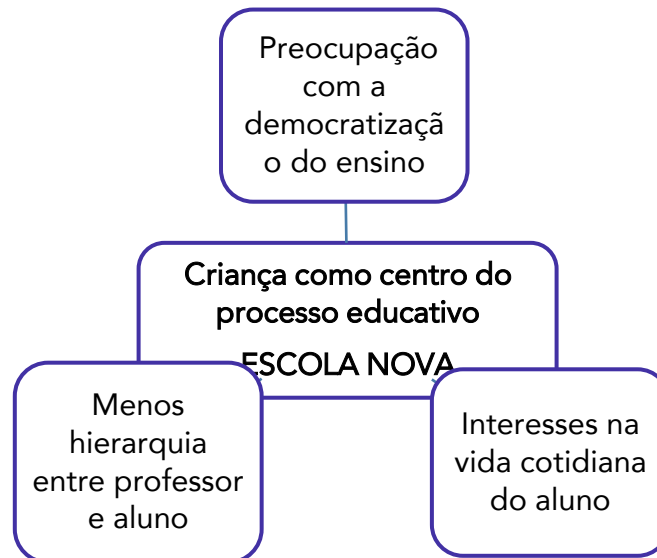 Preocupação
com a
democratizaçã
o do ensino
Criança como centro do
processo educativo
ESCOLA NOVA
Menos
hierarquia
entre professor
e aluno
Interesses na
vida cotidiana
do aluno